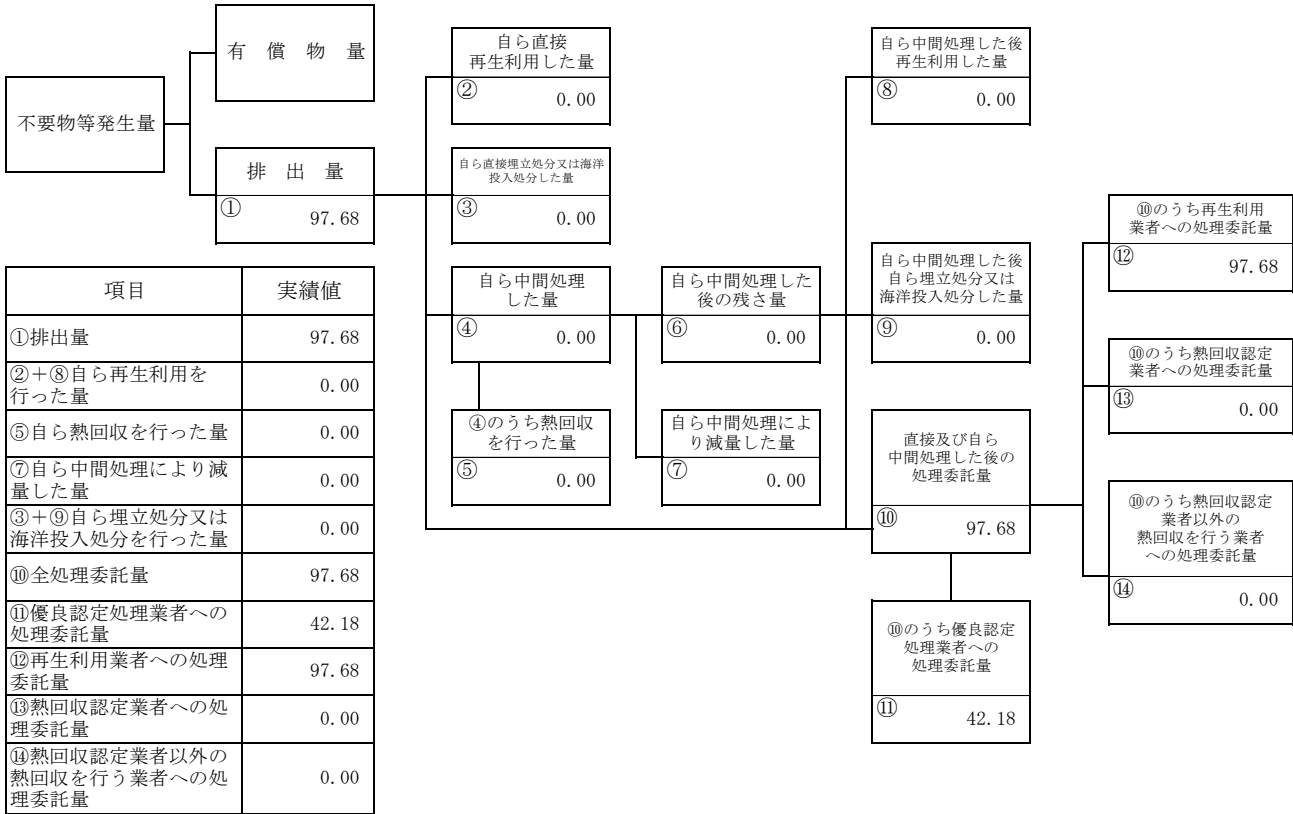 有 償 物 量
不要物等発生量
排 出 量
① 97.68
自ら直接
再生利用した量
② 0.00
自ら直接埋立処分又は海洋
投入処分した量
③ 0.00
自ら中間処理
した量
④ 0.00
④のうち熱回収
を行った量
⑤ 0.00
自ら中間処理した
後の残さ量
⑥ 0.00
自ら中間処理によ
り減量した量
⑦ 0.00
自ら中間処理した後
再生利用した量
⑧ 0.00
自ら中間処理した後
自ら埋立処分又は
海洋投入処分した量
⑨ 0.00
直接及び自ら
中間処理した後の
処理委託量
⑩ 97.68
⑩のうち優良認定
処理業者への
処理委託量
⑪ 42.18
⑩のうち再生利用
業者への処理委託量
⑫ 97.68
⑩のうち熱回収認定
業者への処理委託量
⑬ 0.00
⑩のうち熱回収認定
業者以外の
熱回収を行う業者
への処理委託量
⑭ 0.00
項目 実績値
①排出量 97.68
②＋⑧自ら再生利用を
行った量 0.00
⑤自ら熱回収を行った量 0.00
⑦自ら中間処理により減
量した量 0.00
③＋⑨自ら埋立処分又は
海洋投入処分を行った量 0.00
⑩全処理委託量 97.68
⑪優良認定処理業者への
処理委託量 42.18
⑫再生利用業者への処理
委託量 97.68
⑬熱回収認定業者への処
理委託量 0.00
⑭熱回収認定業者以外の
熱回収を行う業者への処
理委託量 0.00